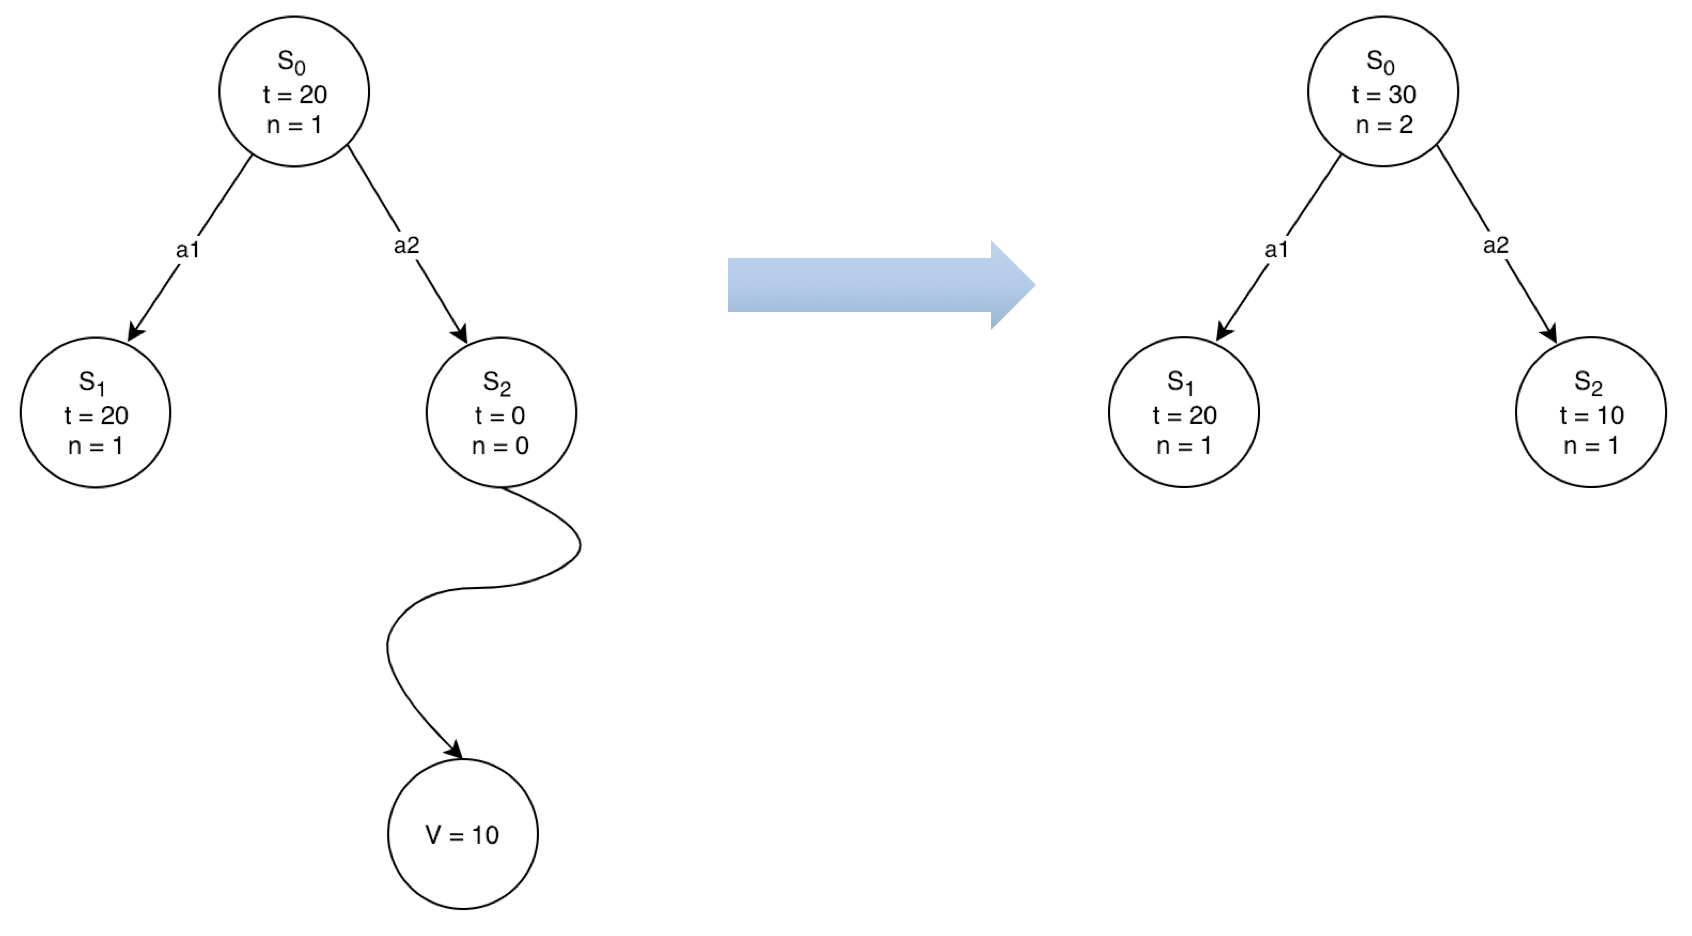 S₀
t = 20
n = 1
a1
a2
S₁
t = 20
n = 1
S₂
t = 0
n = 0
V = 10
S₀
t = 30
n = 2
a1
a2
S₁
t = 20
n = 1
S₂
t = 10
n = 1